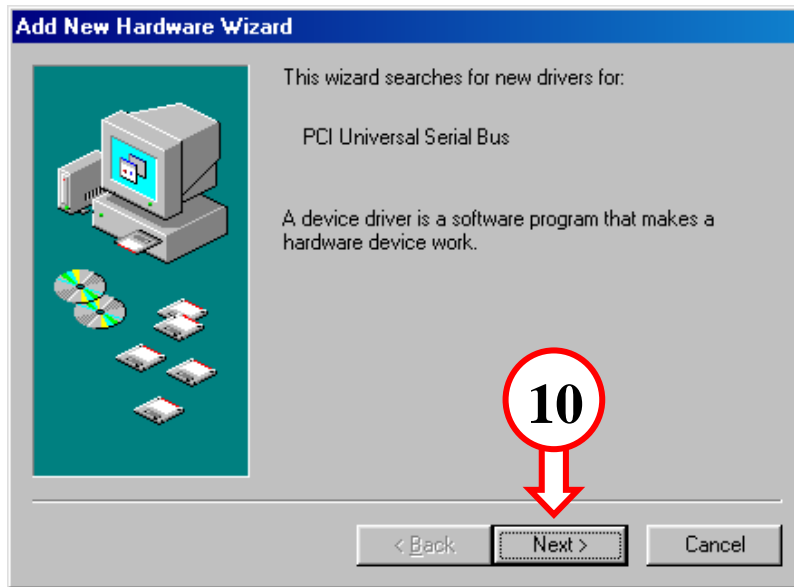 Add New Hardware Wizard
This wizard searches for new drivers for:
PCI Universal Serial Bus
A device driver is a software program that makes a
hardware device work.
10
< Back
Next >
Cancel